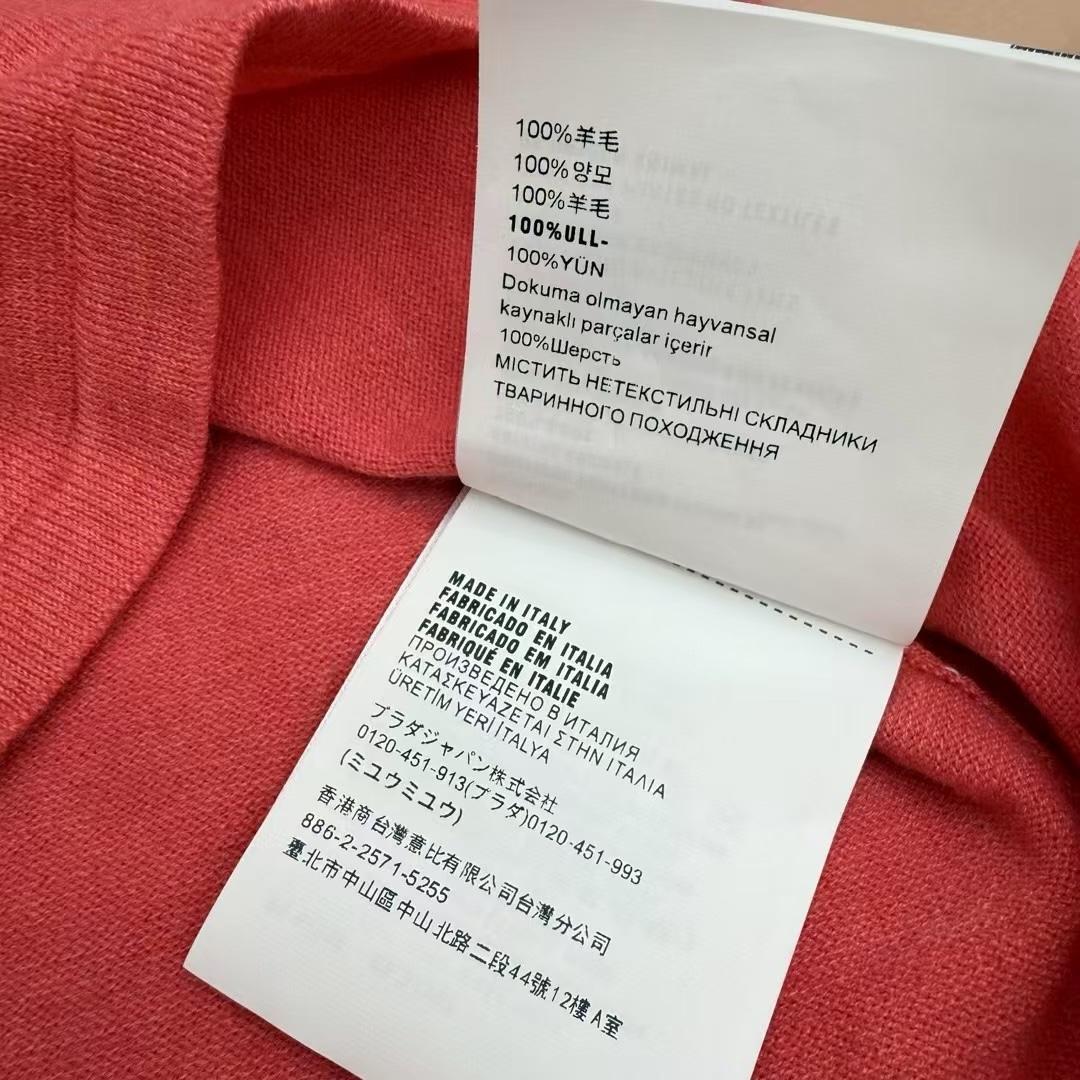 100%羊毛
100%양모
100%羊毛
100%ULL-
100%YÜN
Dokuma olmayan hayvansal
kaynaklı parçalar içerir
100%Шерсть
МІСТИТЬ НЕТЕКСТИЛЬНІ СКЛАДНИКИ
ТВАРИННОГО ПОХОДЖЕННЯ
MADE IN ITALY
FABRICADO EN ITALIA
FABRICADO EM ITALIA
FABRIQUÉ EN ITALIE
ПРОИЗВЕДЕНО В ИТАЛИЯ
ΚΑΤΑΣΚΕΥΑΖΕΤΑΙ ΣΤΗΝ ΙΤΑΛΙΑ
ÜRETİM YERİ İTALYA
プラダジャパン株式会社
0120-451-913(プラダ)0120-451-993
(ミユウミユウ)
香港商台灣意比有限公司台灣分公司
886-2-2571-5255
臺北市中山區中山北路二段44號12樓A室